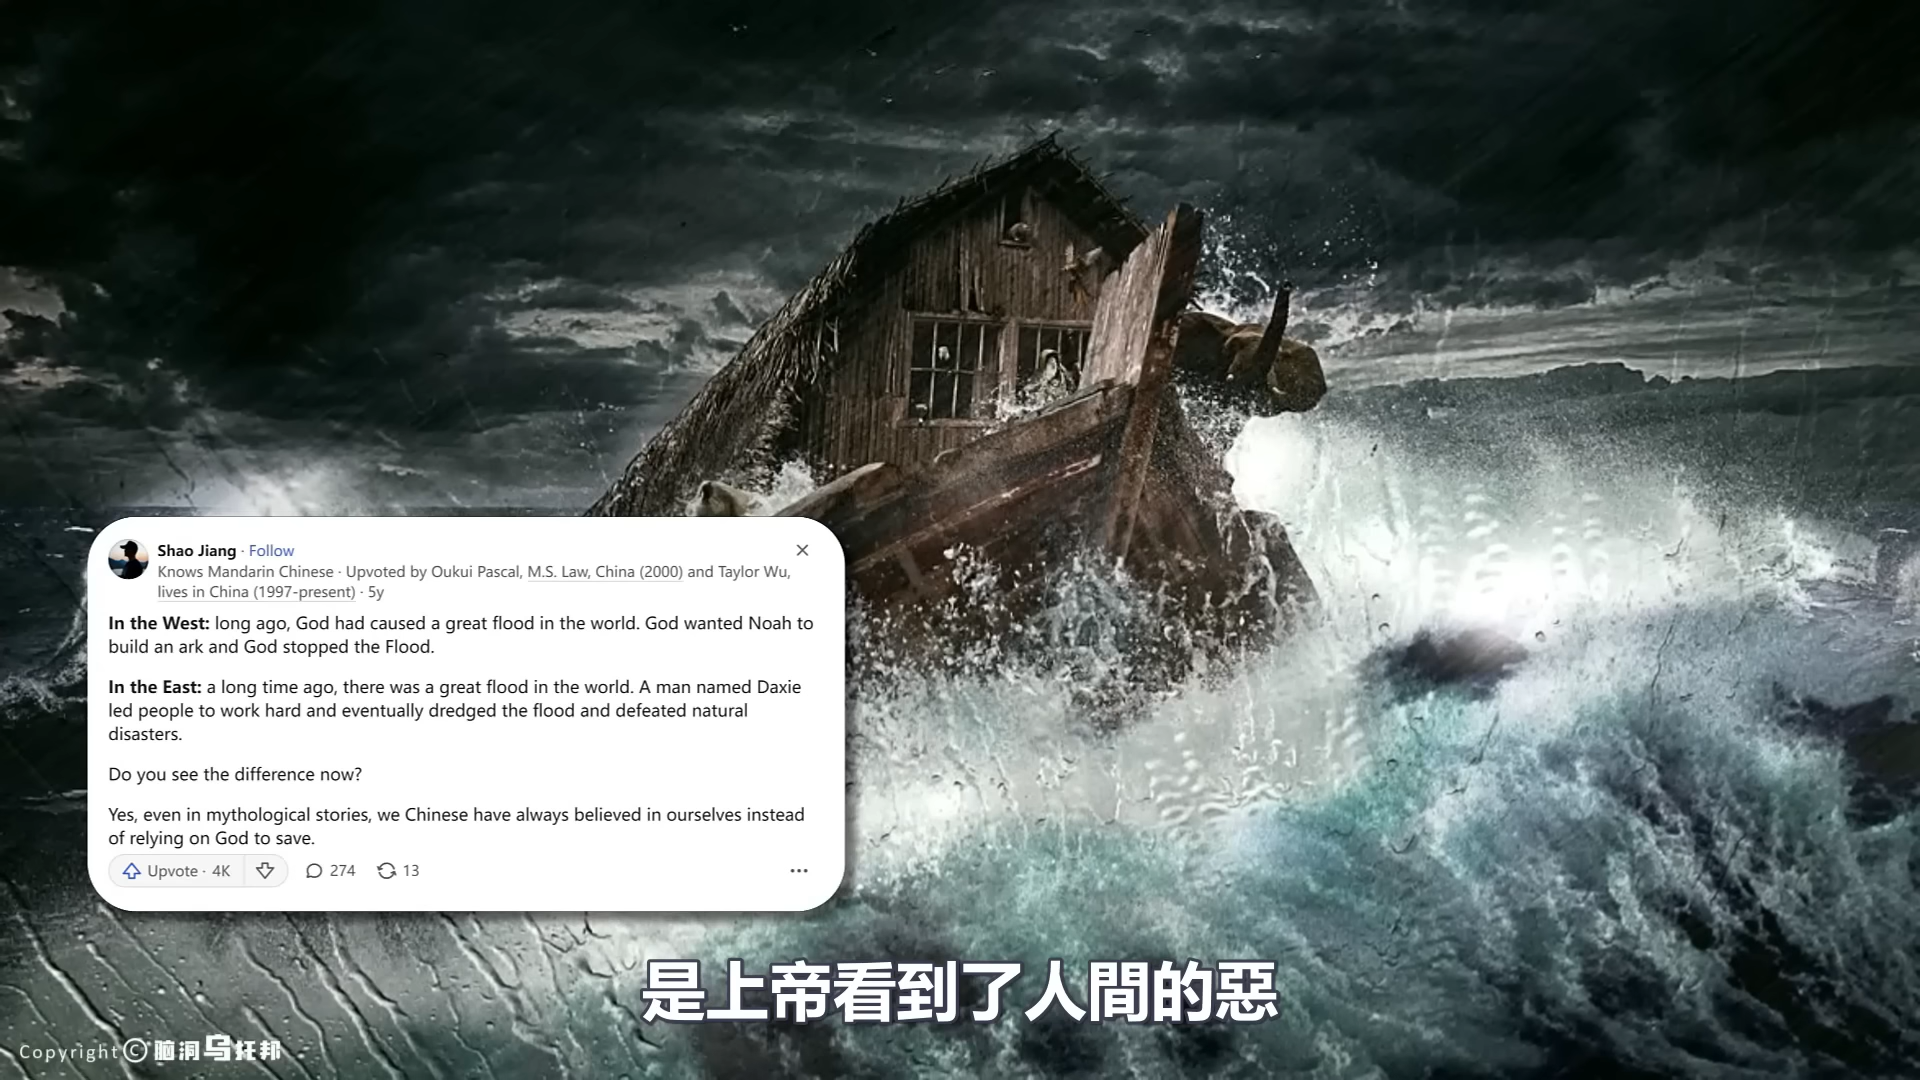 Shao Jiang · Follow
Knows Mandarin Chinese · Upvoted by Oukui Pascal, M.S. Law, China (2000) and Taylor Wu,
lives in China (1997-present) · 5y
In the West: long ago, God had caused a great flood in the world. God wanted Noah to
build an ark and God stopped the Flood.
In the East: a long time ago, there was a great flood in the world. A man named Daxie
led people to work hard and eventually dredged the flood and defeated natural
disasters.
Do you see the difference now?
Yes, even in mythological stories, we Chinese have always believed in ourselves instead
of relying on God to save.
Upvote · 4K 274 13
是上帝看到了人間的惡
Copyright © 脑洞乌托邦